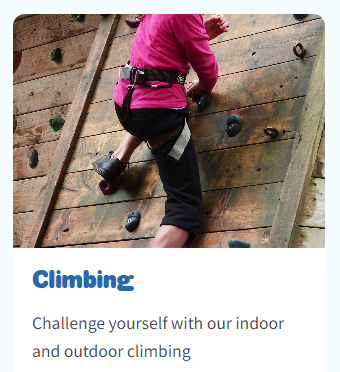 Climbing
Challenge yourself with our indoor
and outdoor climbing